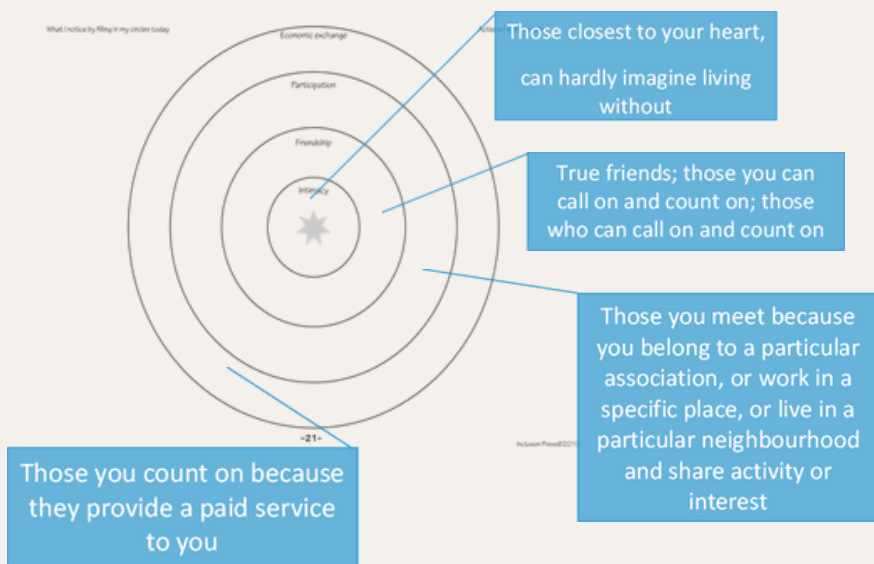 What I notice by filling in my circles today
Economic exchange
Actions
Those closest to your heart,
can hardly imagine living
without
Participation
Friendship
True friends; those you can
call on and count on; those
who can call on and count on
Intimacy
Those you meet because
you belong to a particular
association, or work in a
specific place, or live in a
particular neighbourhood
and share activity or
interest
-21-
Inclusion Press©2015
Those you count on because
they provide a paid service
to you